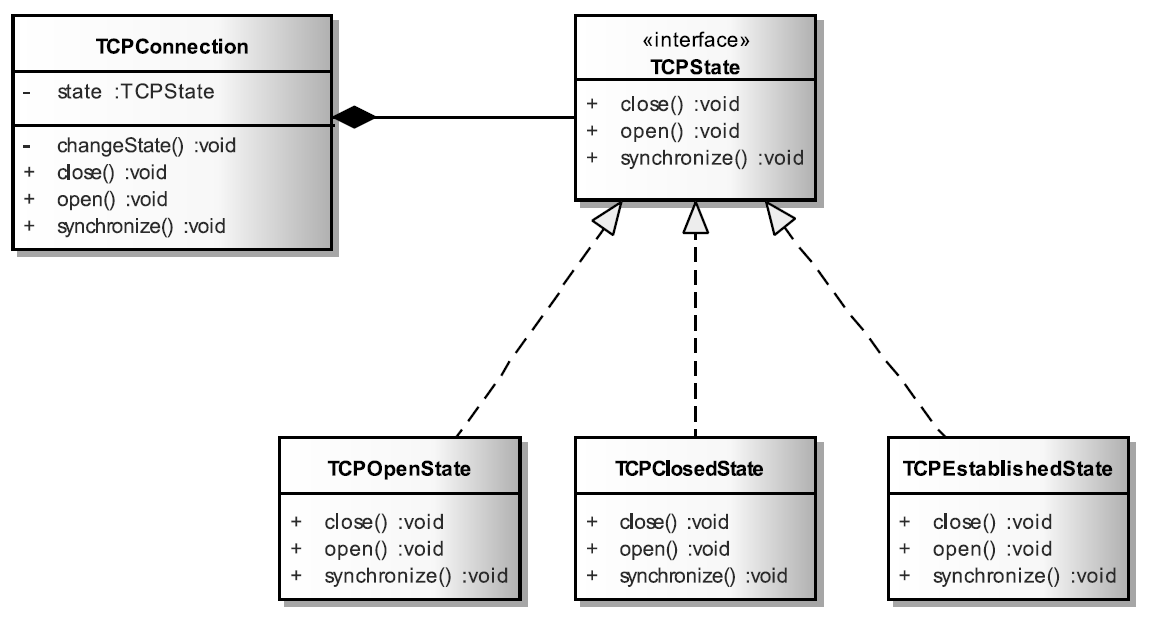 TCPConnection
- state :TCPState
- changeState() :void
+ close() :void
+ open() :void
+ synchronize() :void
«interface»
TCPState
+ close() :void
+ open() :void
+ synchronize() :void
TCPOpenState
+ close() :void
+ open() :void
+ synchronize() :void
TCPClosedState
+ close() :void
+ open() :void
+ synchronize() :void
TCPEstablishedState
+ close() :void
+ open() :void
+ synchronize() :void